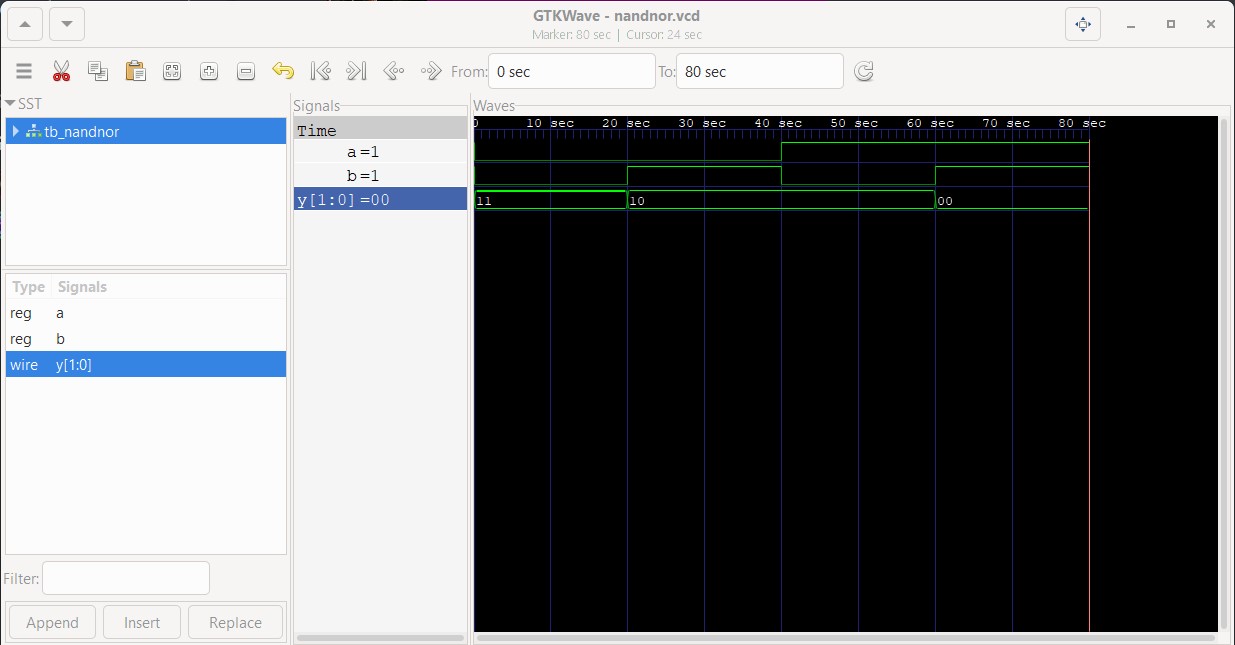 GTKWave - nandnor.vcd
Marker: 80 sec | Cursor: 24 sec
From: 0 sec To: 80 sec
SST
tb_nandnor
Type Signals
reg a
reg b
wire y[1:0]
Filter:
Append Insert Replace
Signals
Time
a=1
b=1
y[1:0]=00
Waves
0 10 sec 20 sec 30 sec 40 sec 50 sec 60 sec 70 sec 80 sec
11 10 00